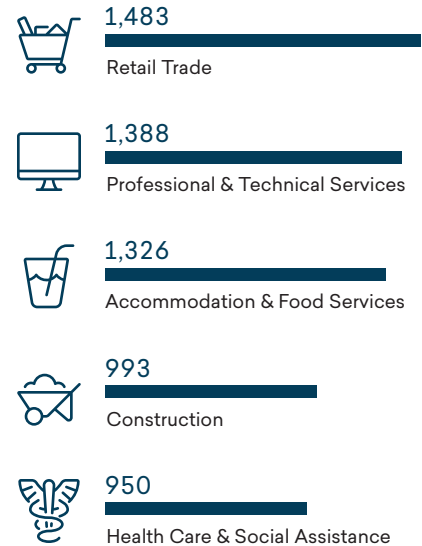 1,483
Retail Trade
1,388
Professional & Technical Services
1,326
Accommodation & Food Services
993
Construction
950
Health Care & Social Assistance